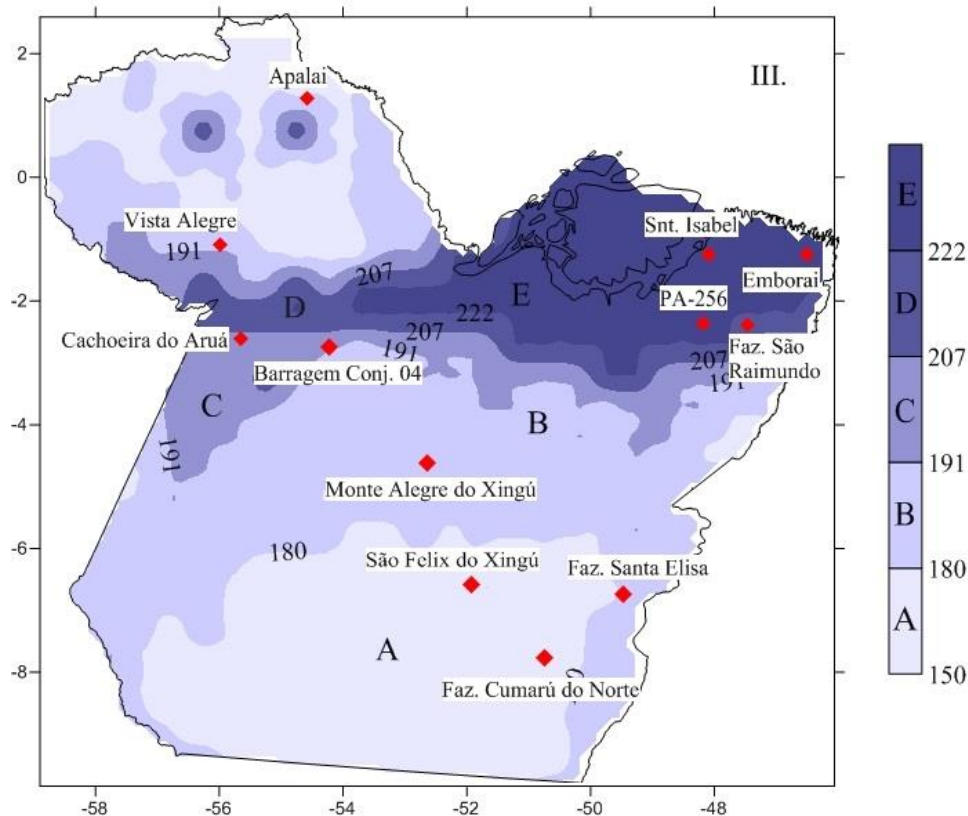 III.
2
0
-2
-4
-6
-8
Apalai
Vista Alegre
191
207
Snt. Isabel
Emborai
D
E
222
PA-256
Cachoeira do Aruá
207
191
Barragem Conj. 04
207
191
Faz. São
Raimundo
C
B
191
Monte Alegre do Xingú
180
São Felix do Xingú
Faz. Santa Elisa
A
Faz. Cumarú do Norte
-58
-56
-54
-52
-50
-48
E
222
D
207
C
191
B
180
A
150